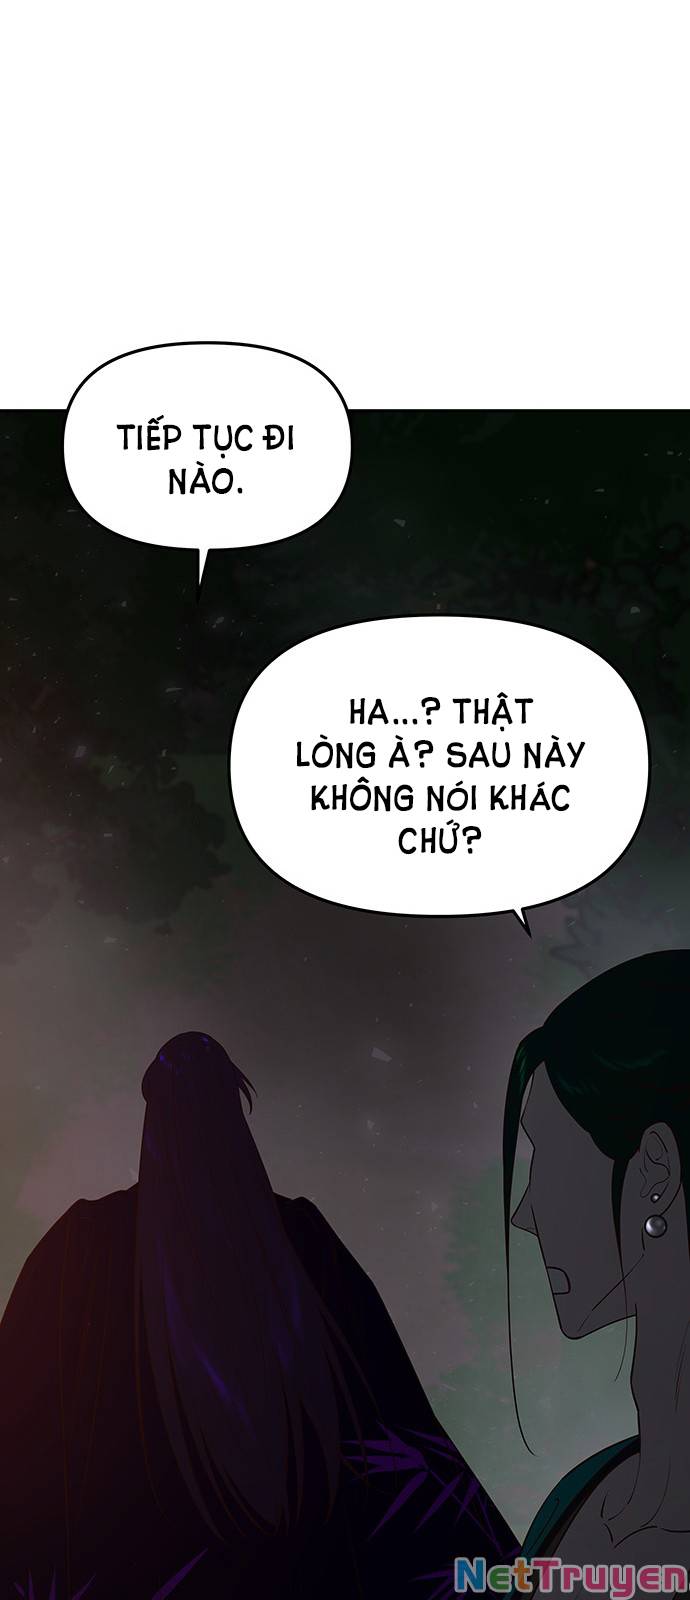 TIẾP TỤC ĐI
NÀO.
HA...? THẬT
LÒNG À? SAU NÀY
KHÔNG NÓI KHÁC
CHỨ?
NetTruyen